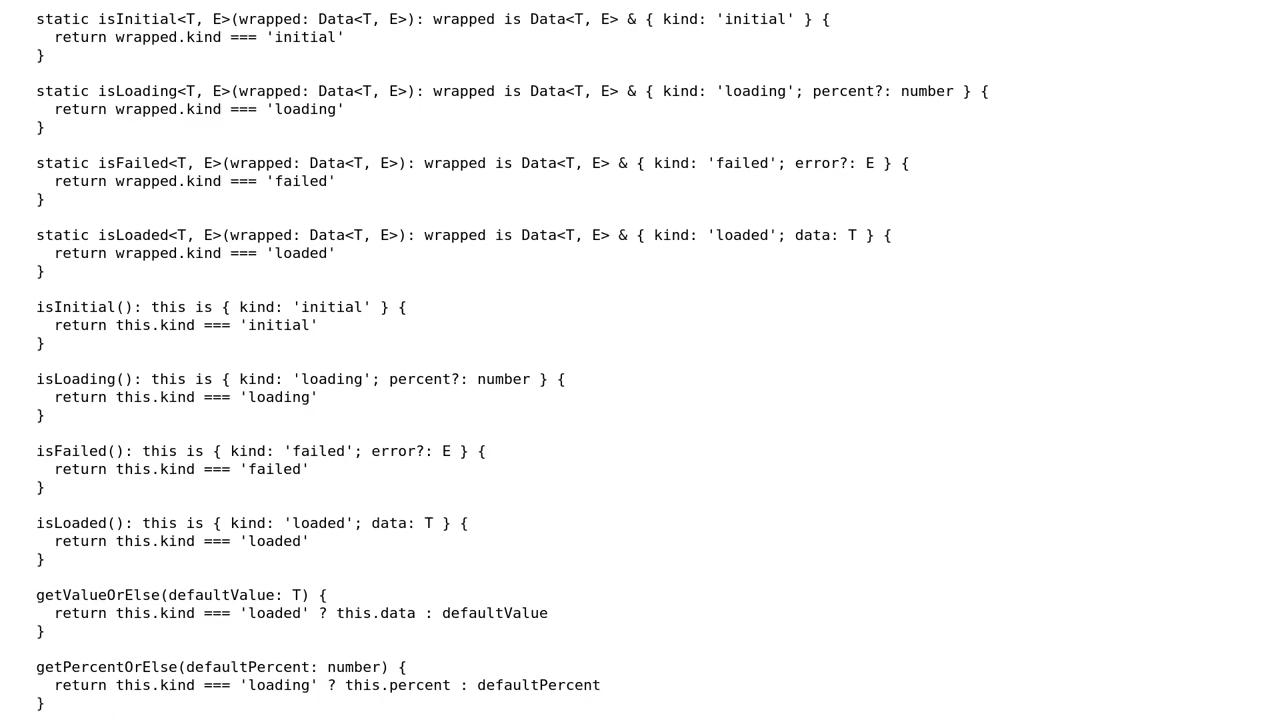 static isInitial<T, E>(wrapped: Data<T, E>): wrapped is Data<T, E> & { kind: 'initial' } {
  return wrapped.kind === 'initial'
}

static isLoading<T, E>(wrapped: Data<T, E>): wrapped is Data<T, E> & { kind: 'loading'; percent?: number } {
  return wrapped.kind === 'loading'
}

static isFailed<T, E>(wrapped: Data<T, E>): wrapped is Data<T, E> & { kind: 'failed'; error?: E } {
  return wrapped.kind === 'failed'
}

static isLoaded<T, E>(wrapped: Data<T, E>): wrapped is Data<T, E> & { kind: 'loaded'; data: T } {
  return wrapped.kind === 'loaded'
}

isInitial(): this is { kind: 'initial' } {
  return this.kind === 'initial'
}

isLoading(): this is { kind: 'loading'; percent?: number } {
  return this.kind === 'loading'
}

isFailed(): this is { kind: 'failed'; error?: E } {
  return this.kind === 'failed'
}

isLoaded(): this is { kind: 'loaded'; data: T } {
  return this.kind === 'loaded'
}

getValueOrElse(defaultValue: T) {
  return this.kind === 'loaded' ? this.data : defaultValue
}

getPercentOrElse(defaultPercent: number) {
  return this.kind === 'loading' ? this.percent : defaultPercent
}